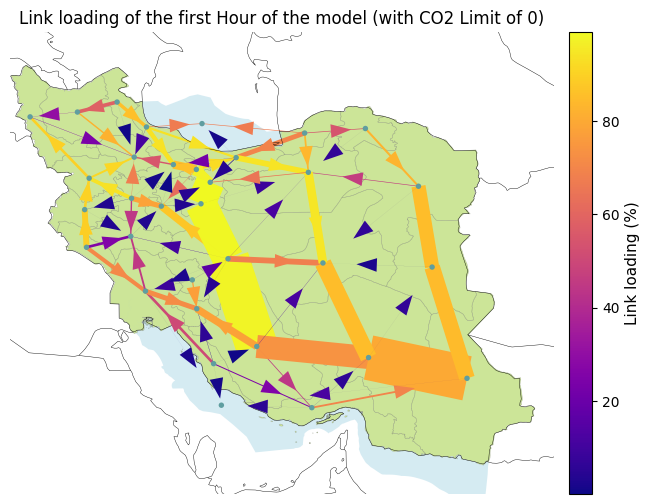 Link loading of the first Hour of the model (with CO2 Limit of 0)
80
60
40
20
Link loading (%)